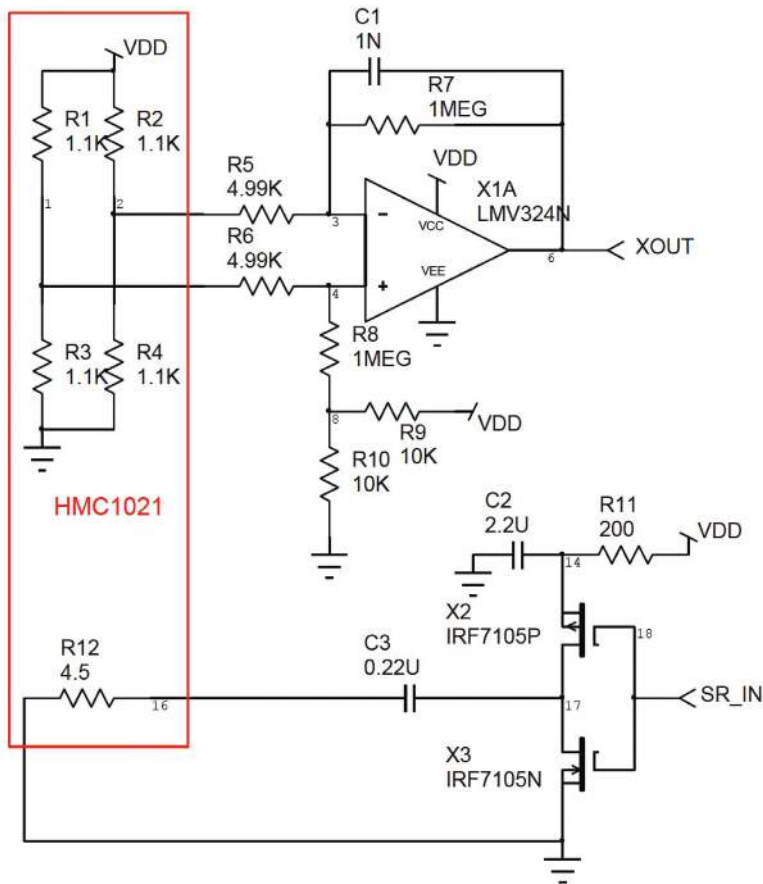 C1
1N
VDD
R7
1MEG
R1
1.1K
R2
1.1K
VDD
R5
4.99K
X1A
LMV324N
1
2
3
-
VCC
R6
4.99K
VEE
6
XOUT
4
+
R3
1.1K
R4
1.1K
R8
1MEG
8
R9
10K
VDD
R10
10K
HMC1021
C2
2.2U
R11
200
VDD
14
X2
IRF7105P
18
R12
4.5
C3
0.22U
16
17
SR_IN
X3
IRF7105N